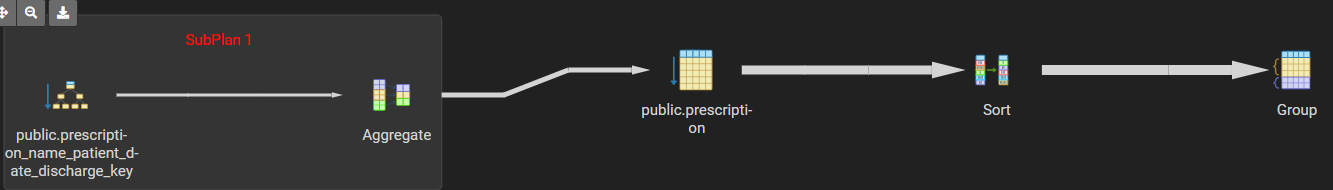 SubPlan 1
public.prescripti-
on_name_patient_d-
ate_discharge_key
Aggregate
public.prescripti-
on
Sort
Group